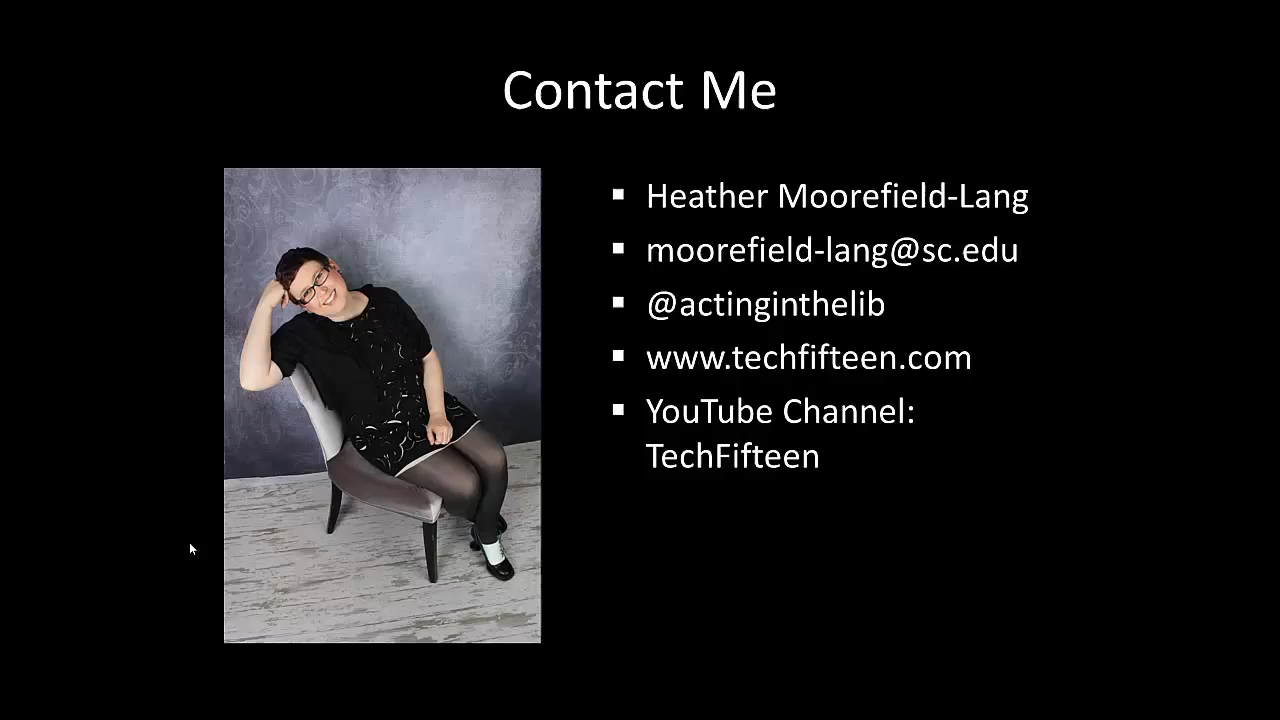 Contact Me
Heather Moorefield-Lang
moorefield-lang@sc.edu
@actinginthelib
www.techfifteen.com
YouTube Channel:
TechFifteen